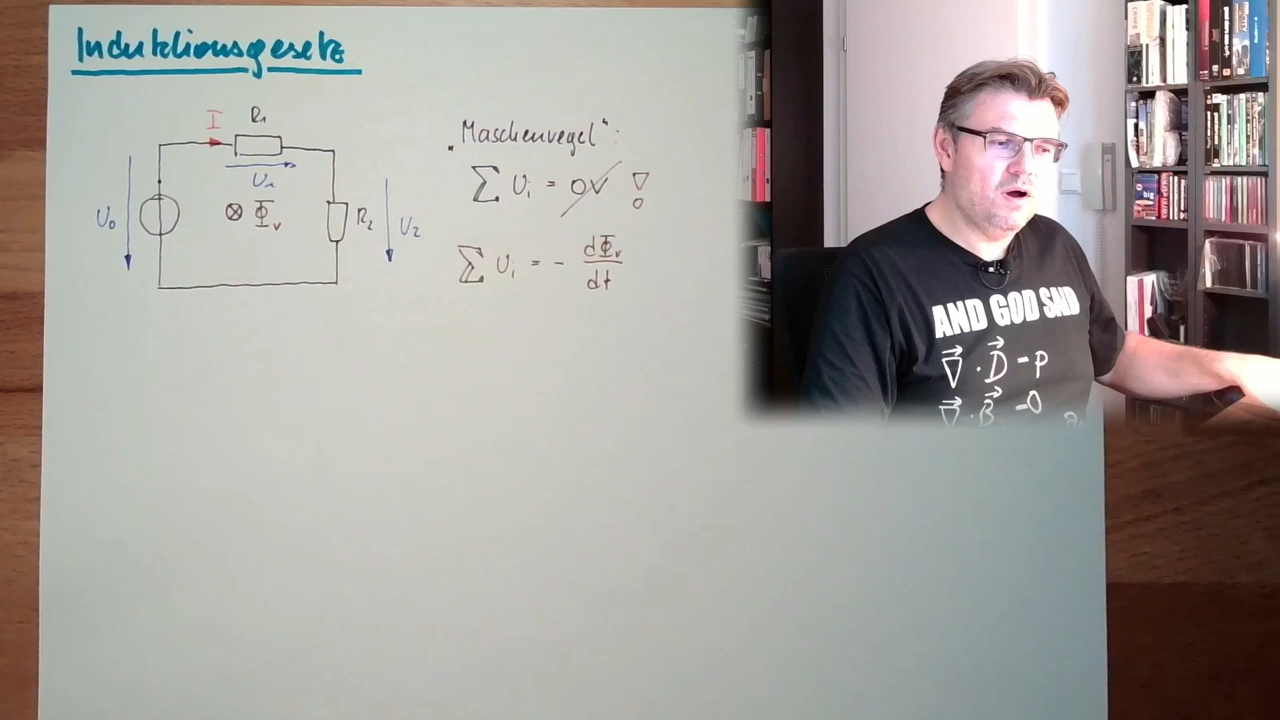 Induktionsgesetz
I
R₁
U₁
U₀
⊗ Φᵥ
R₂
U₂
„Maschenregel“:
∑ Uᵢ = 0 ∇
∑ Uᵢ = - dΦᵥ/dt
AND GOD SAID
∇ · D = ρ
∇ · B = 0